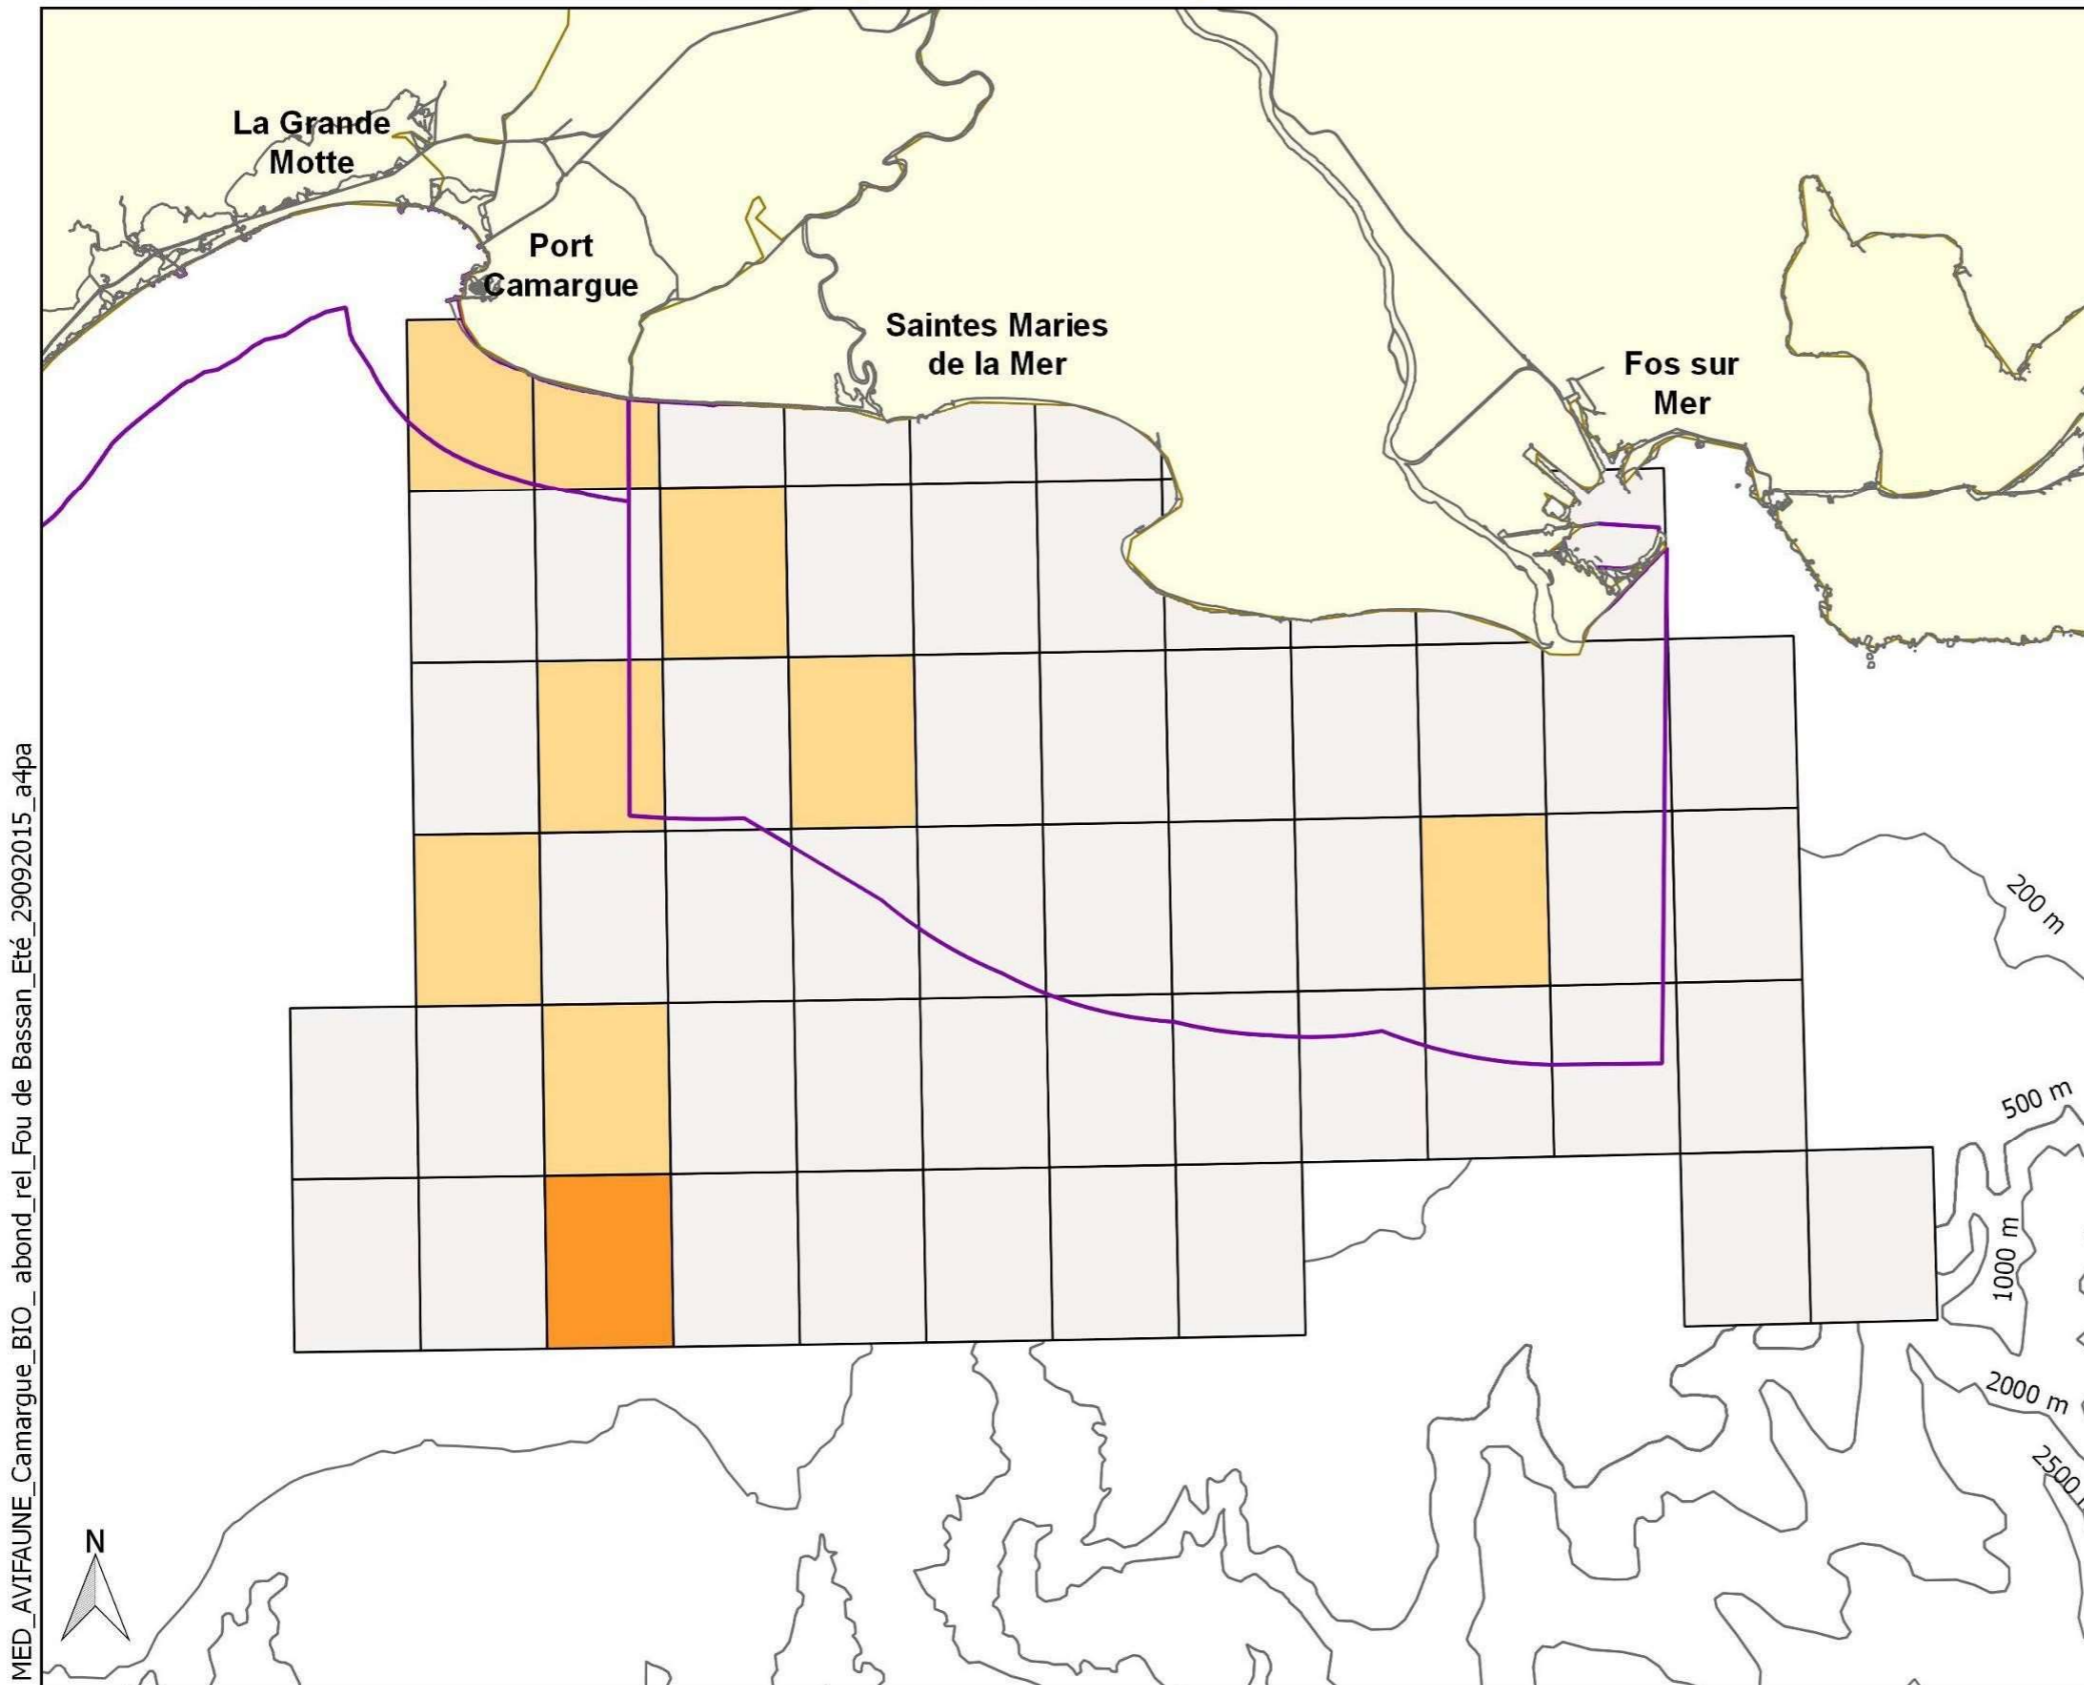 La Grande
Motte
Port
Camargue
Saintes Maries
de la Mer
Fos sur
Mer
200 m
500 m
1000 m
2000 m
2500
N
MED_AVIFAUNE_Camargue_BIO_ abond_rel_Fou de Bassan_Eté_29092015_a4pa